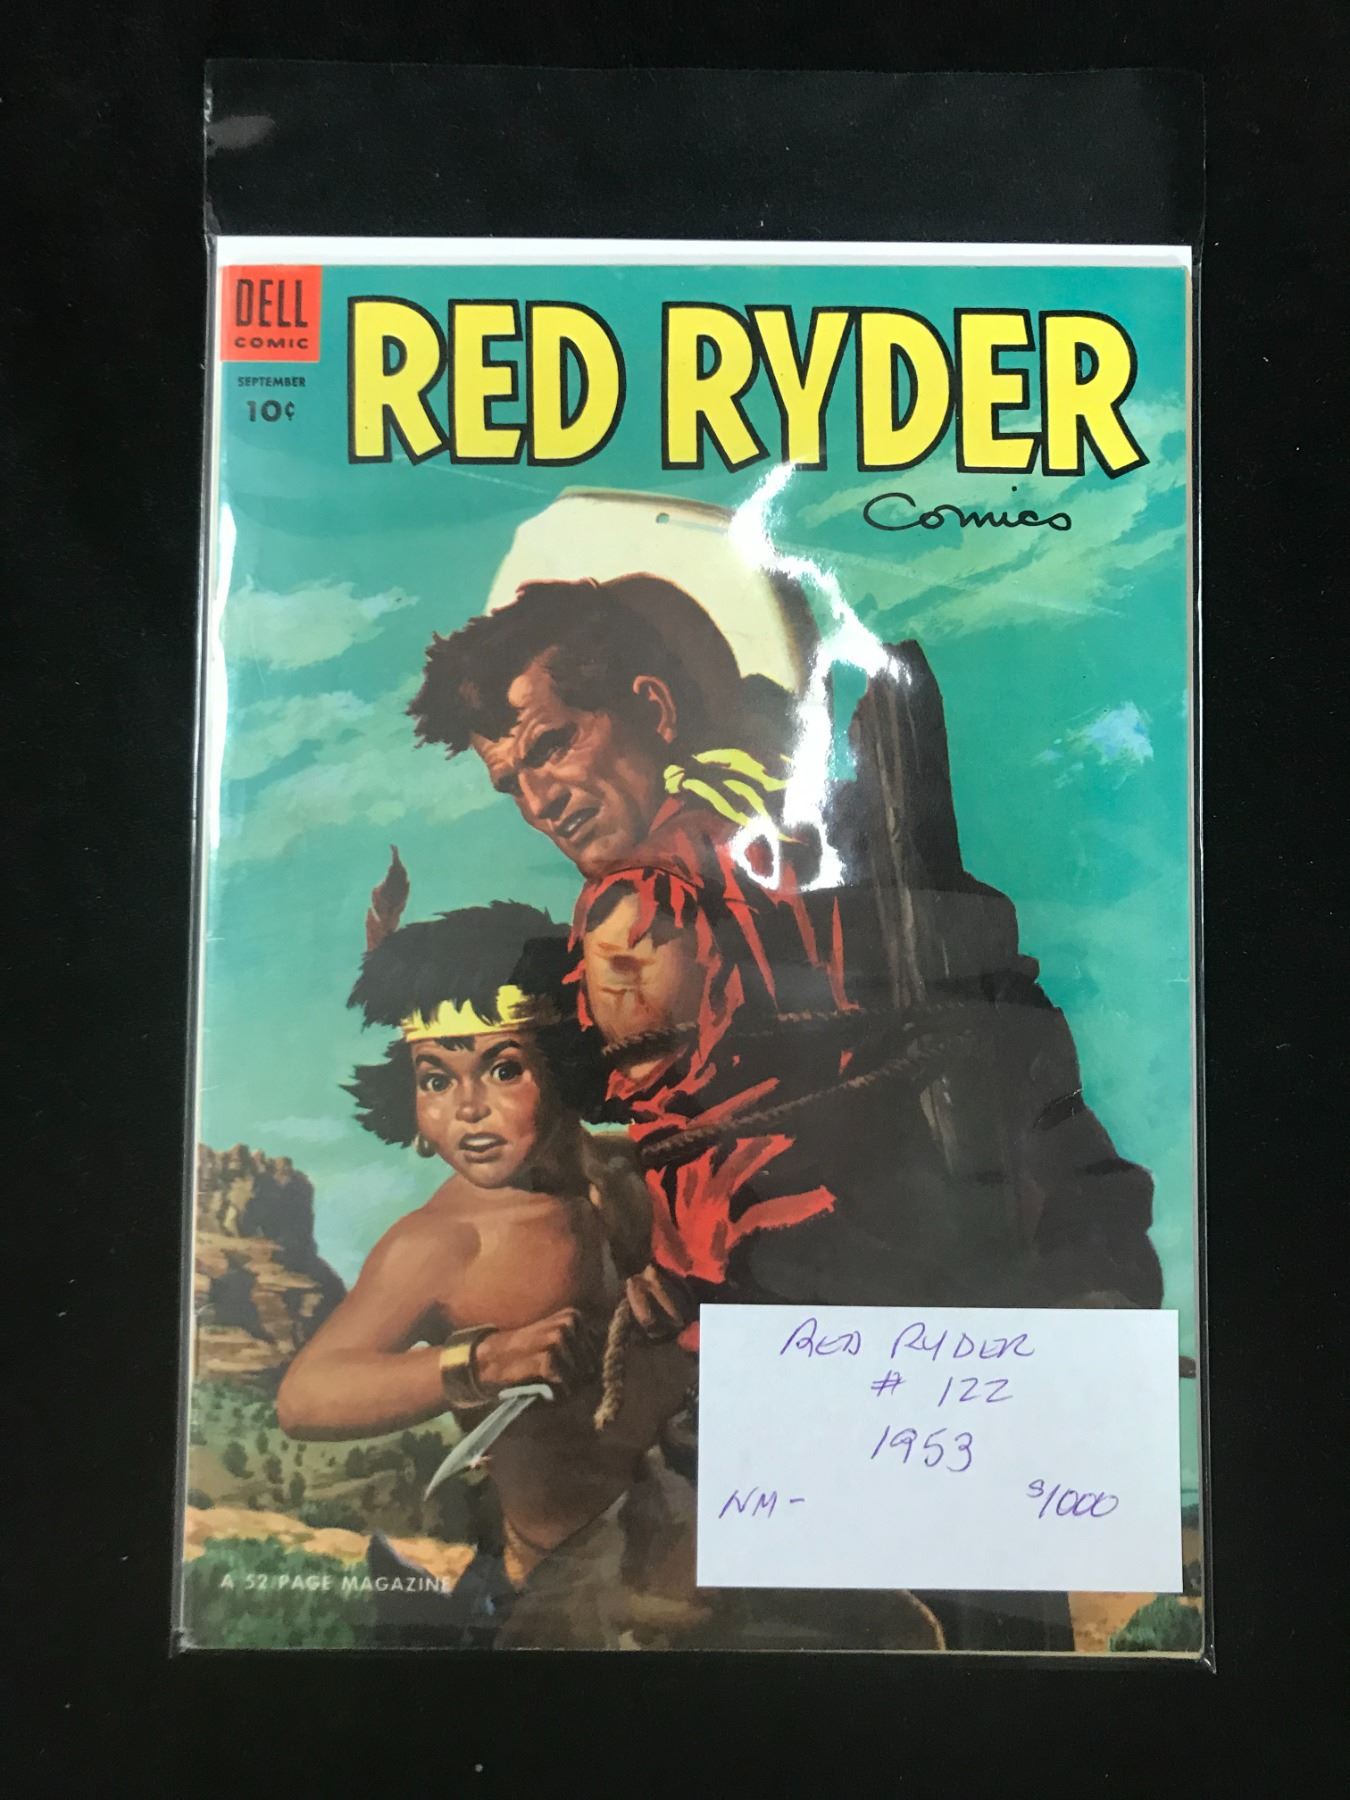 DELL
COMIC
SEPTEMBER
10¢
RED RYDER
Comics
RED RYDER
# 122
1953
NM- $1000
A 52 PAGE MAGAZINE